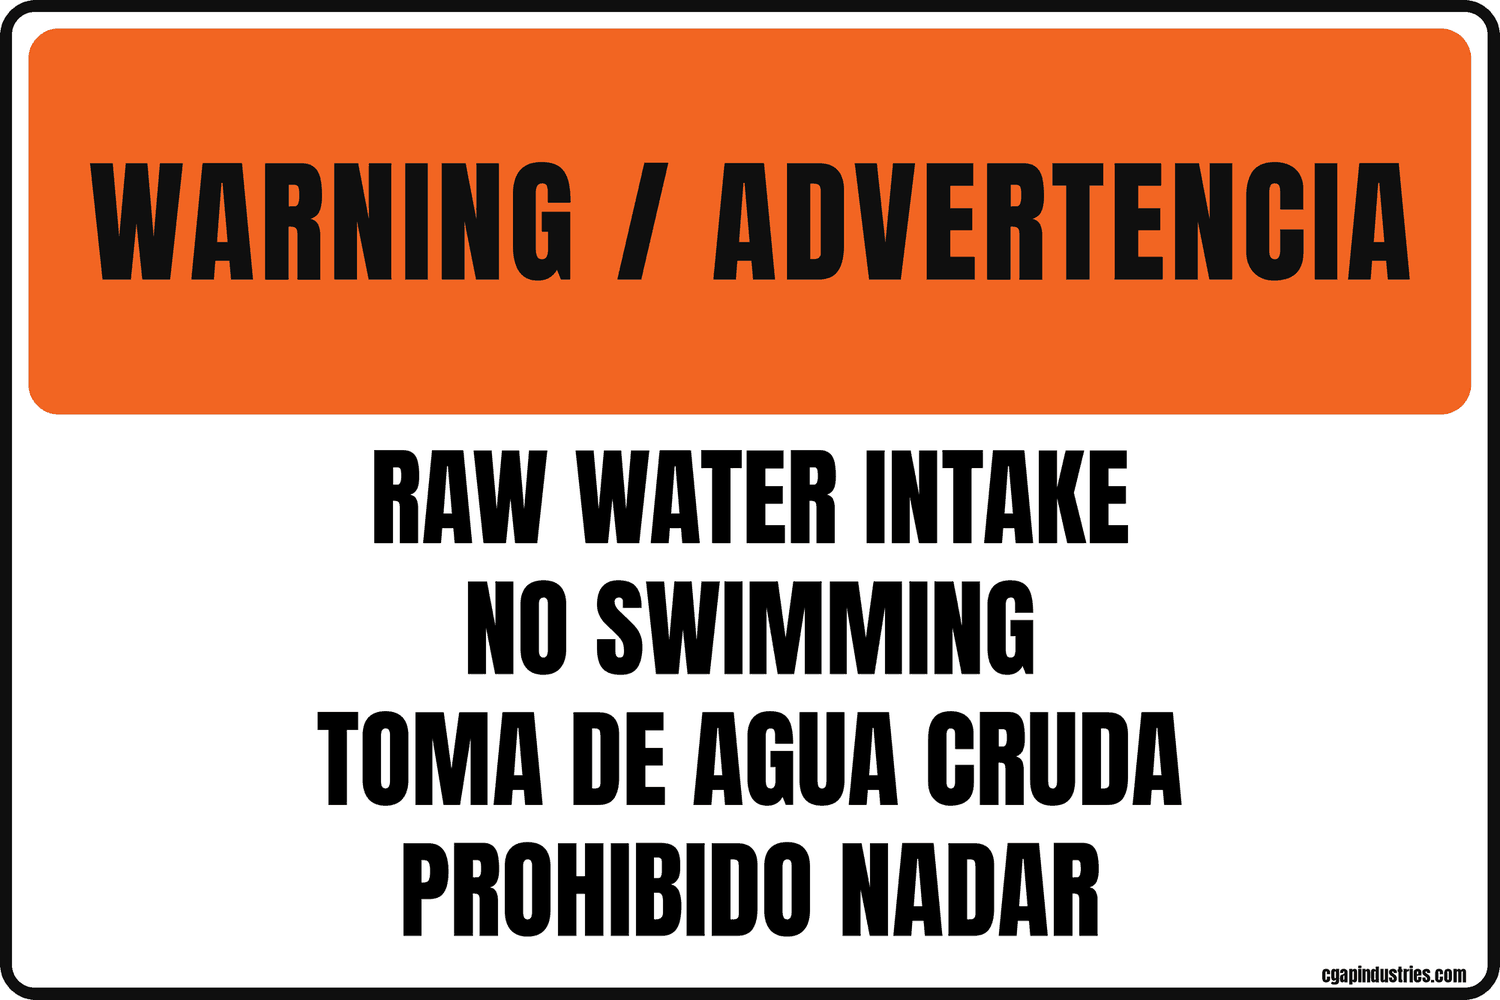 WARNING / ADVERTENCIA
RAW WATER INTAKE
NO SWIMMING
TOMA DE AGUA CRUDA
PROHIBIDO NADAR
cgapindustries.com